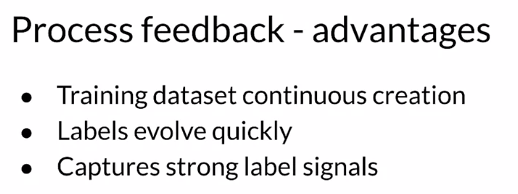 Process feedback - advantages
● Training dataset continuous creation
● Labels evolve quickly
● Captures strong label signals